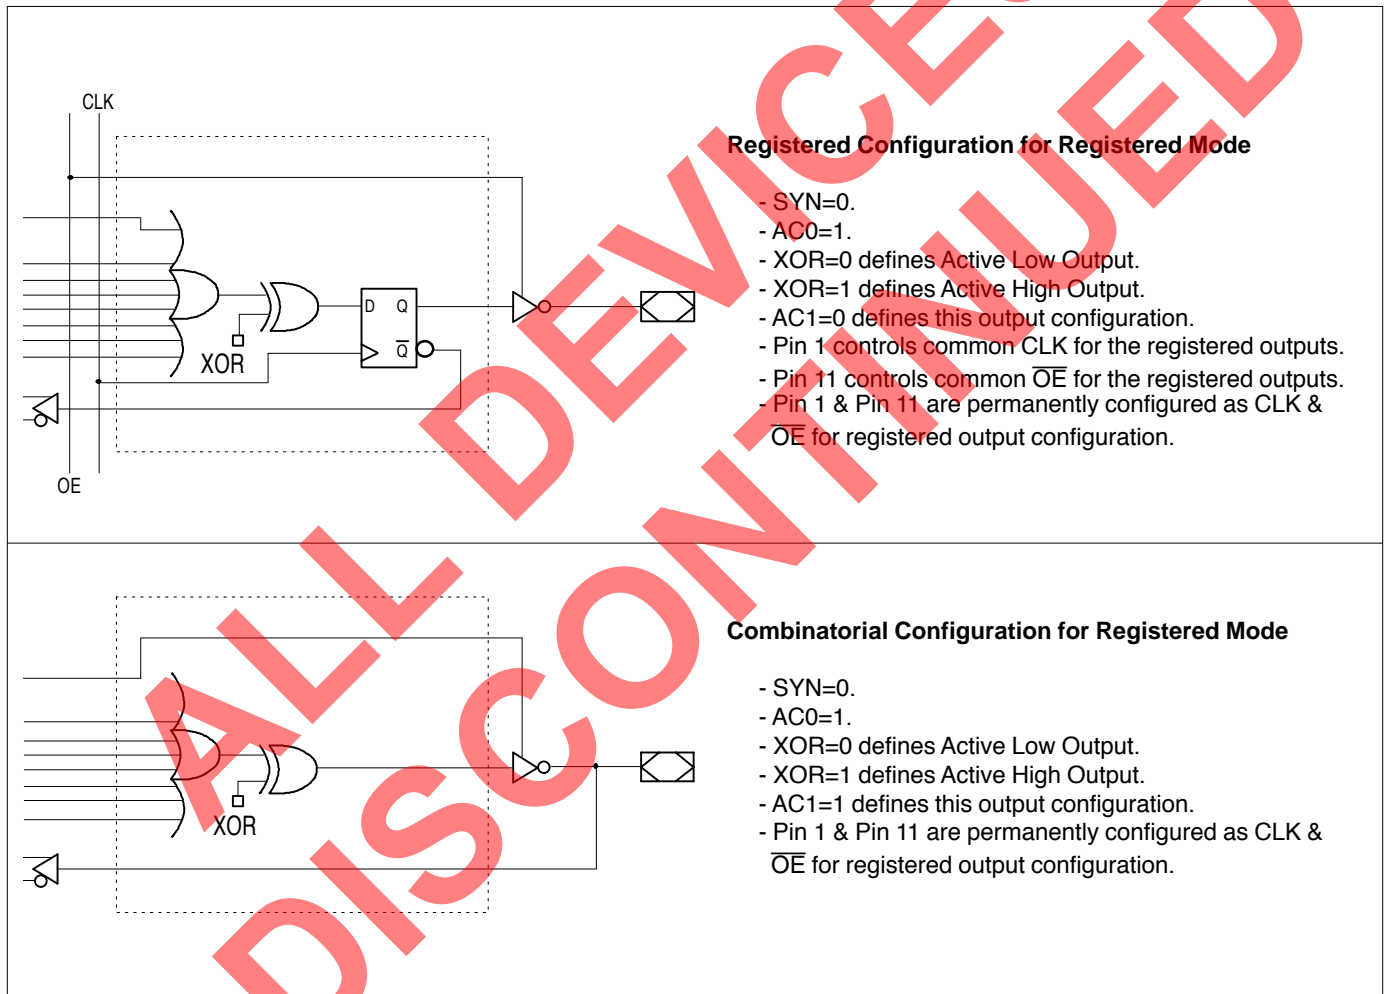 CLK
XOR
D Q
Q̅
OE
Registered Configuration for Registered Mode
- SYN=0.
- AC0=1.
- XOR=0 defines Active Low Output.
- XOR=1 defines Active High Output.
- AC1=0 defines this output configuration.
- Pin 1 controls common CLK for the registered outputs.
- Pin 11 controls common O̅E̅ for the registered outputs.
- Pin 1 & Pin 11 are permanently configured as CLK &
O̅E̅ for registered output configuration.
XOR
Combinatorial Configuration for Registered Mode
- SYN=0.
- AC0=1.
- XOR=0 defines Active Low Output.
- XOR=1 defines Active High Output.
- AC1=1 defines this output configuration.
- Pin 1 & Pin 11 are permanently configured as CLK &
O̅E̅ for registered output configuration.
ALL DEVICES
DISCONTINUED